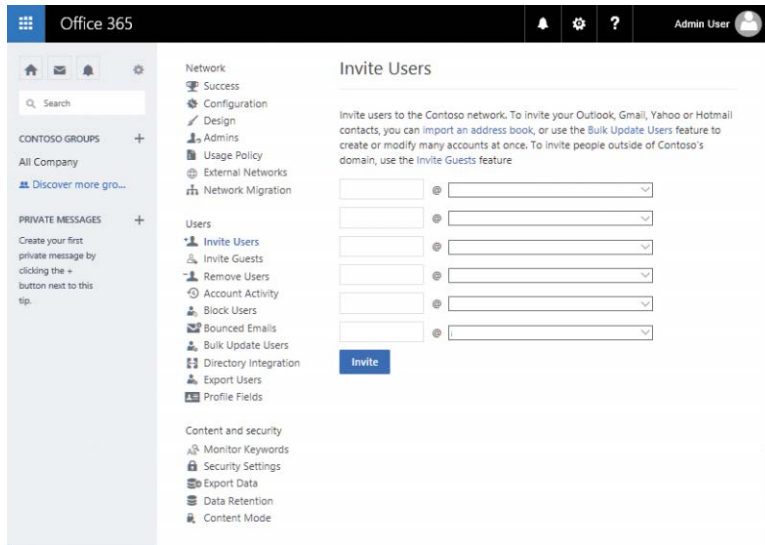 Office 365
?
Admin User
Search
CONTOSO GROUPS +
All Company
Discover more gro...
PRIVATE MESSAGES +
Create your first
private message by
clicking the +
button next to this
tip.
Network
Success
Configuration
Design
Admins
Usage Policy
External Networks
Network Migration
Users
Invite Users
Invite Guests
Remove Users
Account Activity
Block Users
Bounced Emails
Bulk Update Users
Directory Integration
Export Users
Profile Fields
Content and security
Monitor Keywords
Security Settings
Export Data
Data Retention
Content Mode
Invite Users
Invite users to the Contoso network. To invite your Outlook, Gmail, Yahoo or Hotmail
contacts, you can import an address book, or use the Bulk Update Users feature to
create or modify many accounts at once. To invite people outside of Contoso's
domain, use the Invite Guests feature
@
@
@
@
@
@
Invite